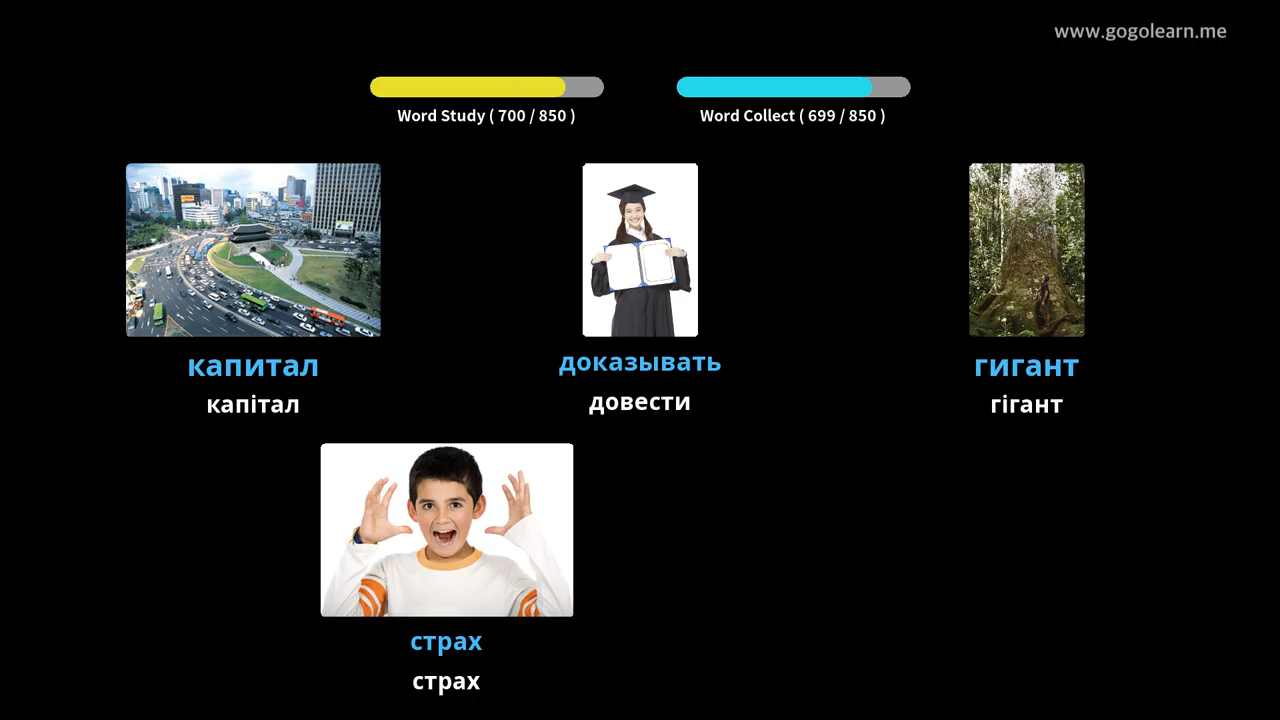 www.gogolearn.me
Word Study ( 700 / 850 )
Word Collect ( 699 / 850 )
капитал
капітал
доказывать
довести
гигант
гігант
страх
страх